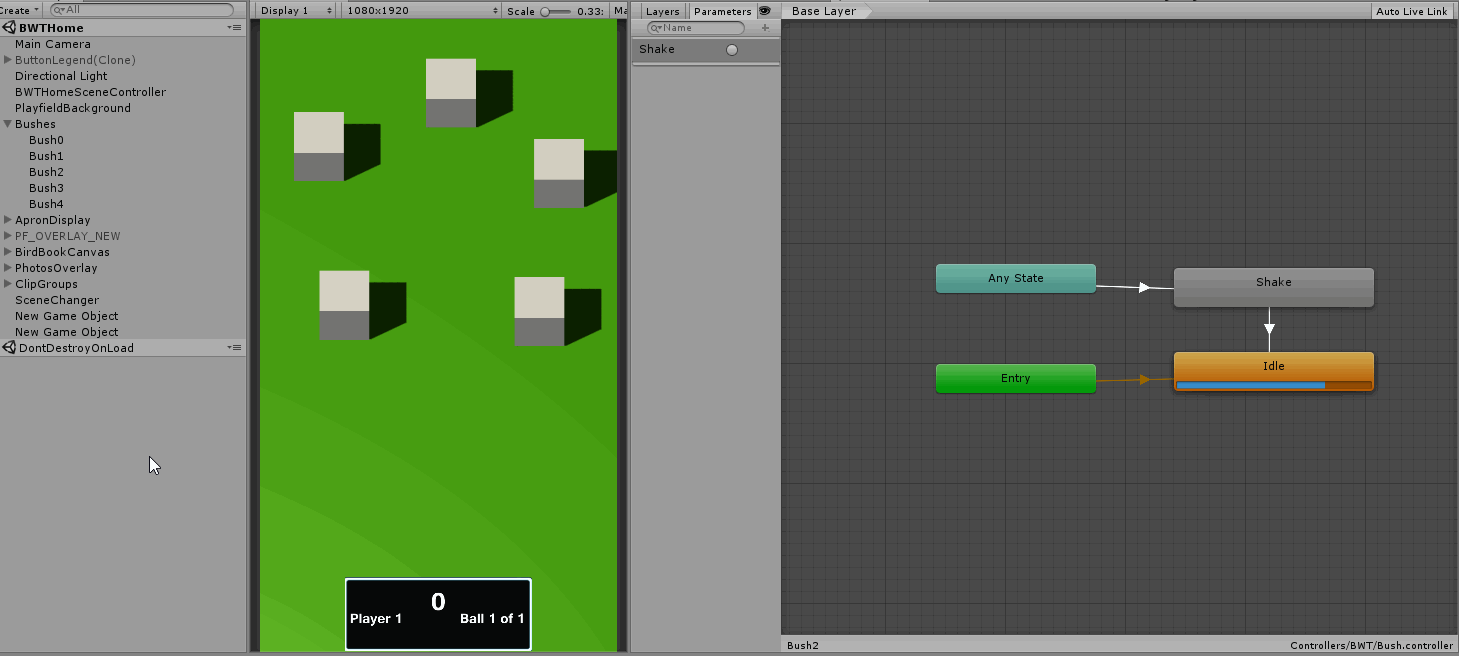 Create
All
BWTHome
Main Camera
ButtonLegend(Clone)
Directional Light
BWTHomeSceneController
PlayfieldBackground
Bushes
Bush0
Bush1
Bush2
Bush3
Bush4
ApronDisplay
PF_OVERLAY_NEW
BirdBookCanvas
PhotosOverlay
ClipGroups
SceneChanger
New Game Object
New Game Object
DontDestroyOnLoad
Display 1 1080x1920 Scale 0.33: Ma
0
Player 1 Ball 1 of 1
Layers Parameters
Name
Shake
Base Layer Auto Live Link
Any State
Shake
Entry
Idle
Bush2 Controllers/BWT/Bush.controller